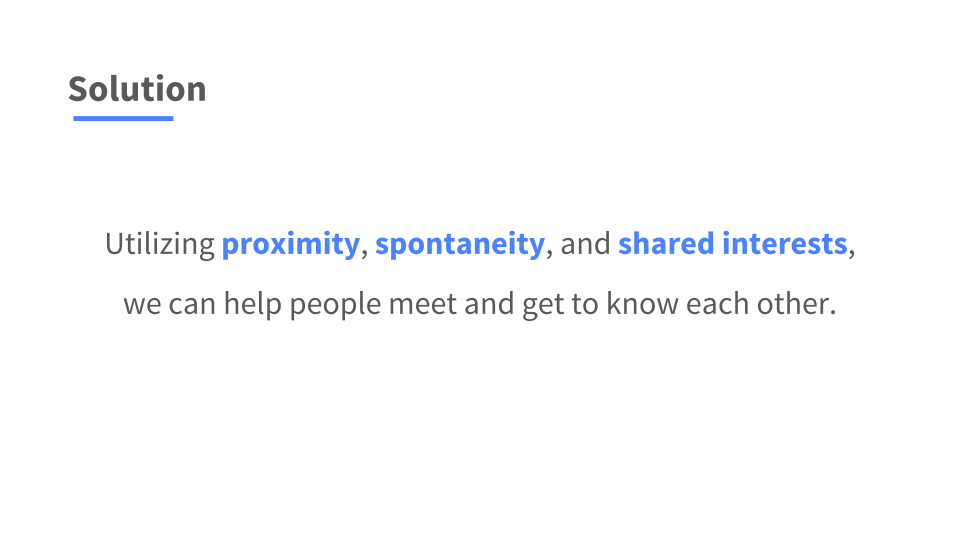 Solution
Utilizing proximity, spontaneity, and shared interests,
we can help people meet and get to know each other.